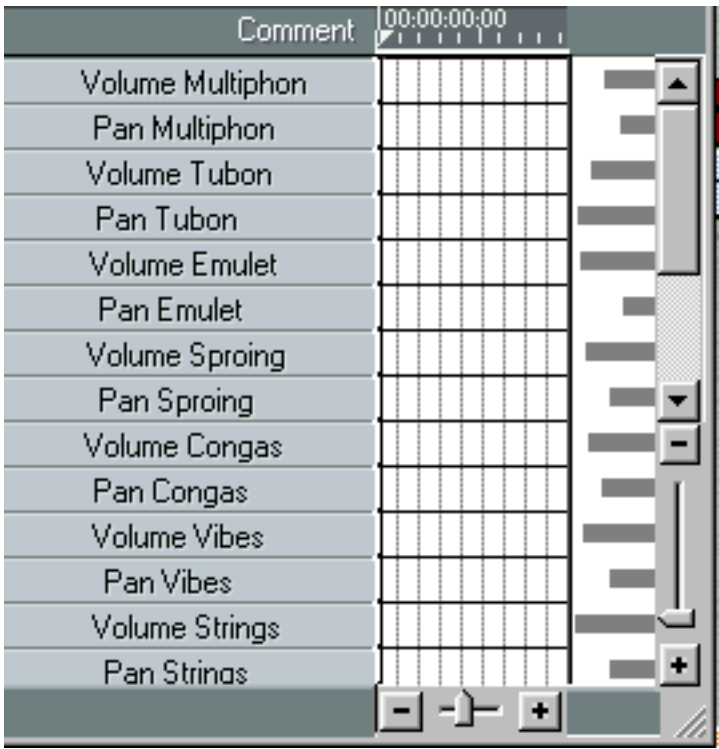 Comment 00:00:00:00
Volume Multiphon
Pan Multiphon
Volume Tubon
Pan Tubon
Volume Emulet
Pan Emulet
Volume Sproing
Pan Sproing
Volume Congas
Pan Congas
Volume Vibes
Pan Vibes
Volume Strings
Pan Strings